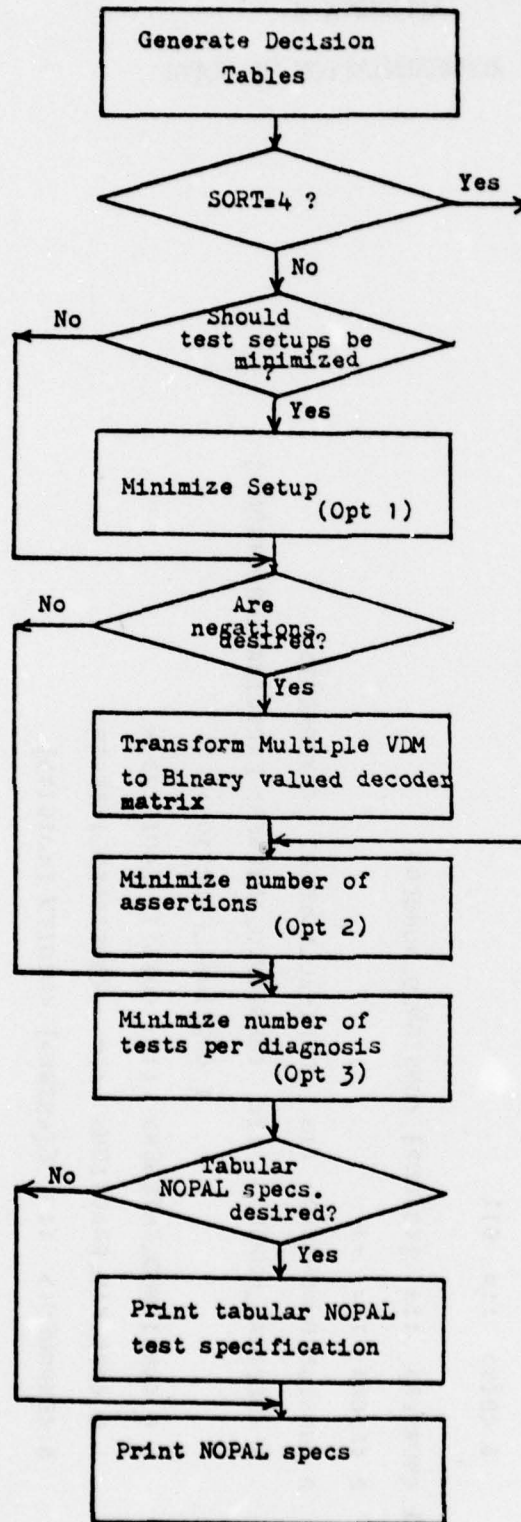 Generate Decision
Tables
SORT=4 ?
Yes
No
No
Should
test setups be
minimized
?
Yes
Minimize Setup
(Opt 1)
No
Are
negations
desired?
Yes
Transform Multiple VDM
to Binary valued decoder
matrix
Minimize number of
assertions
(Opt 2)
Minimize number of
tests per diagnosis
(Opt 3)
No
Tabular
NOPAL specs.
desired?
Yes
Print tabular NOPAL
test specification
Print NOPAL specs